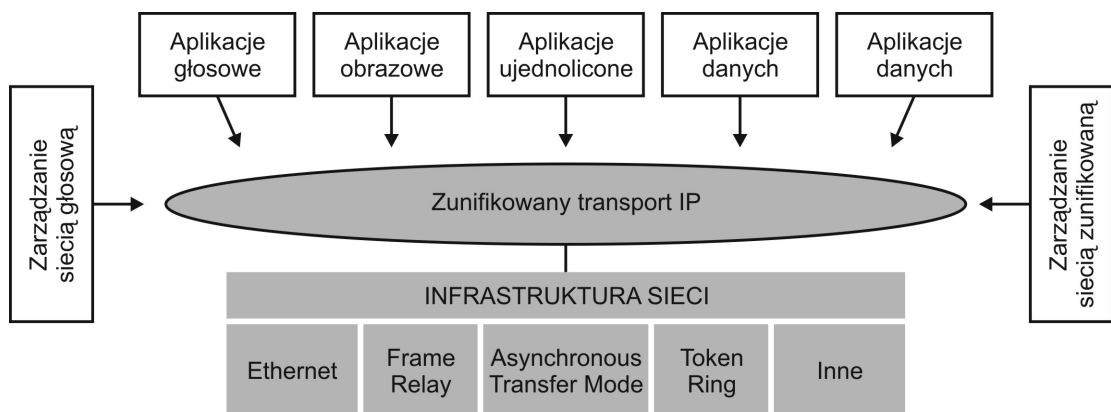 Aplikacje
głosowe
Aplikacje
obrazowe
Aplikacje
ujednolicone
Aplikacje
danych
Aplikacje
danych
Zarządzanie
siecią głosową
Zunifikowany transport IP
Zarządzanie
siecią zunifikowaną
INFRASTRUKTURA SIECI
Ethernet
Frame
Relay
Asynchronous
Transfer Mode
Token
Ring
Inne